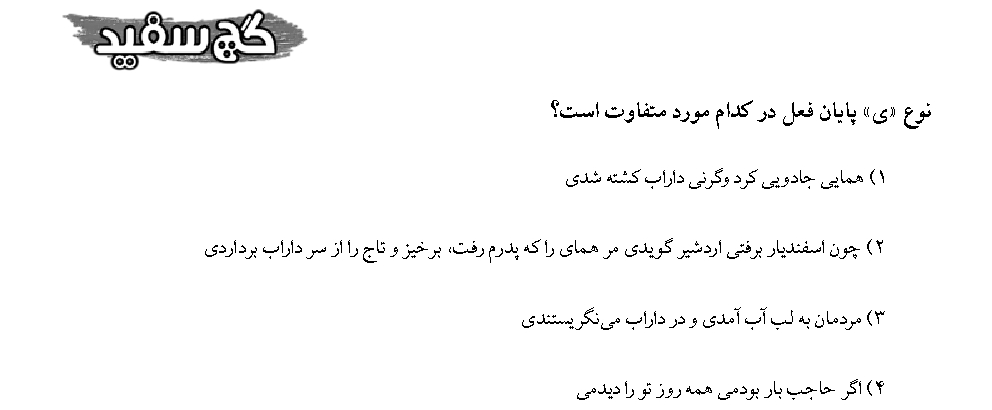 گچ سفید
نوع «ی» پایان فعل در کدام مورد متفاوت است؟
۱) همایی جادویی کرد وگرنی داراب کشته شدی
۲) چون اسفندیار برفتی اردشیر گویدی مر همای را که پدرم رفت، برخیز و تاج را از سر داراب برداردی
۳) مردمان به لب آب آمدی و در داراب می‌نگریستندی
۴) اگر حاجب بار بودمی همه روز تو را دیدمی